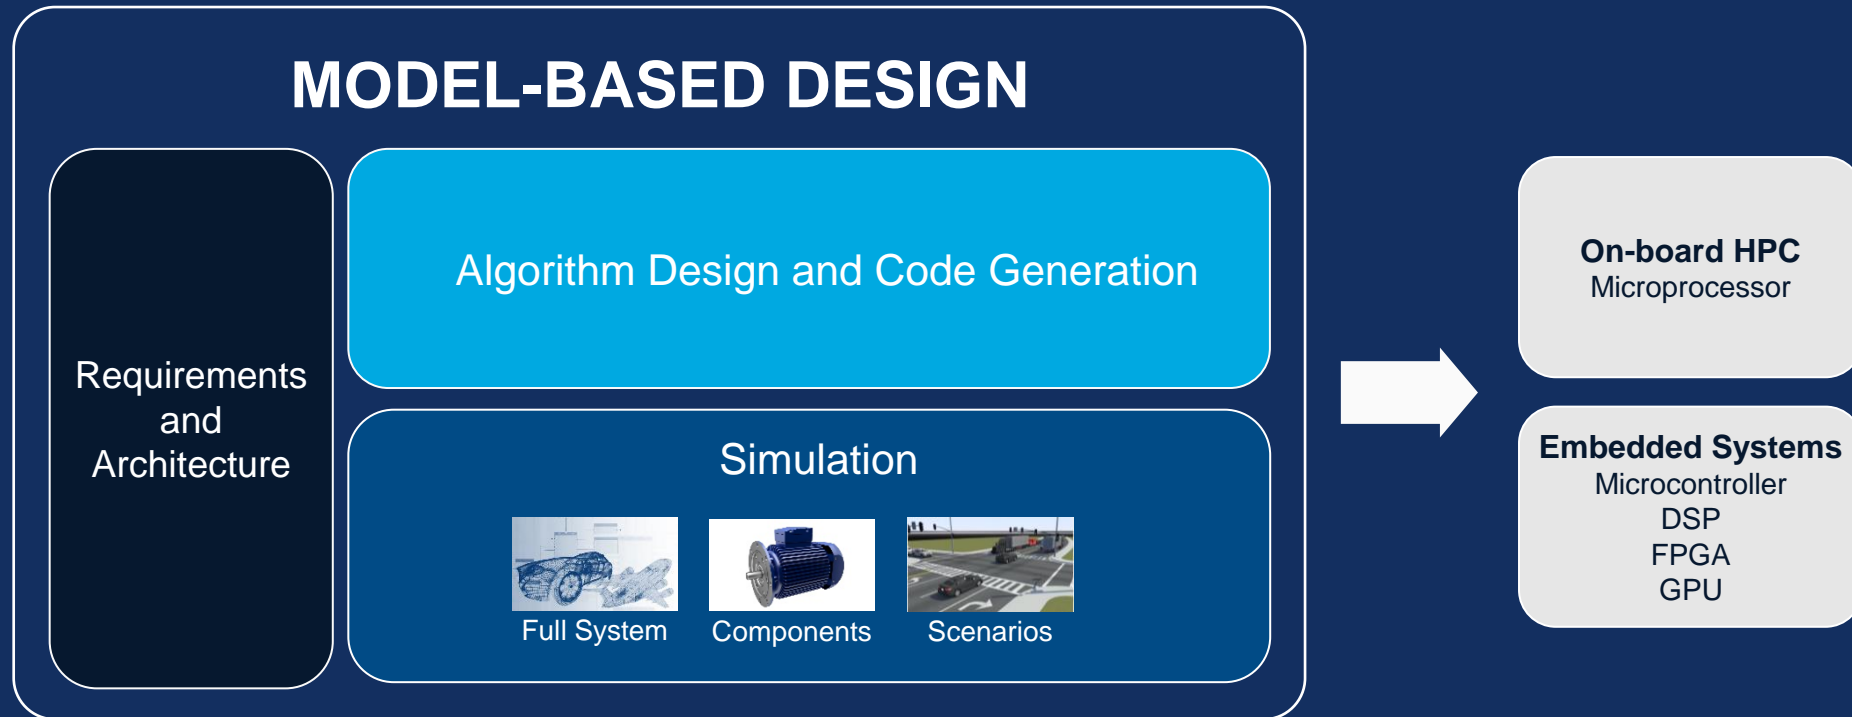 MODEL-BASED DESIGN
Requirements
and
Architecture
Algorithm Design and Code Generation
Simulation
Full System
Components
Scenarios
On-board HPC
Microprocessor
Embedded Systems
Microcontroller
DSP
FPGA
GPU